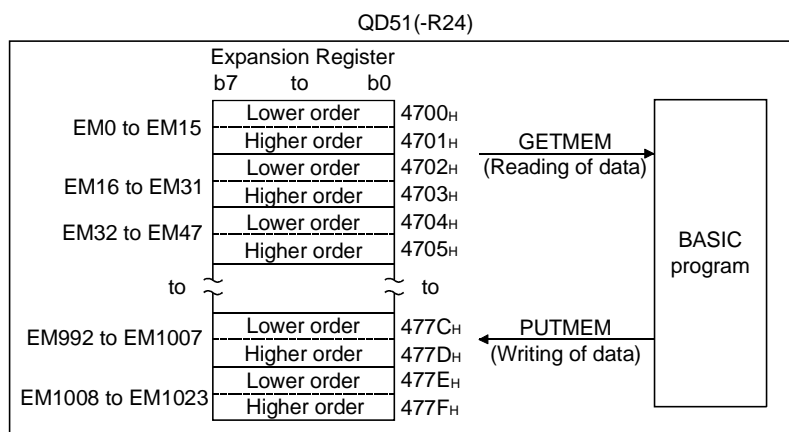 QD51(-R24)
Expansion Register
b7 to b0
EM0 to EM15
Lower order 4700H
Higher order 4701H
EM16 to EM31
Lower order 4702H
Higher order 4703H
EM32 to EM47
Lower order 4704H
Higher order 4705H
to to
EM992 to EM1007
Lower order 477CH
Higher order 477DH
EM1008 to EM1023
Lower order 477EH
Higher order 477FH
GETMEM
(Reading of data)
PUTMEM
(Writing of data)
BASIC
program